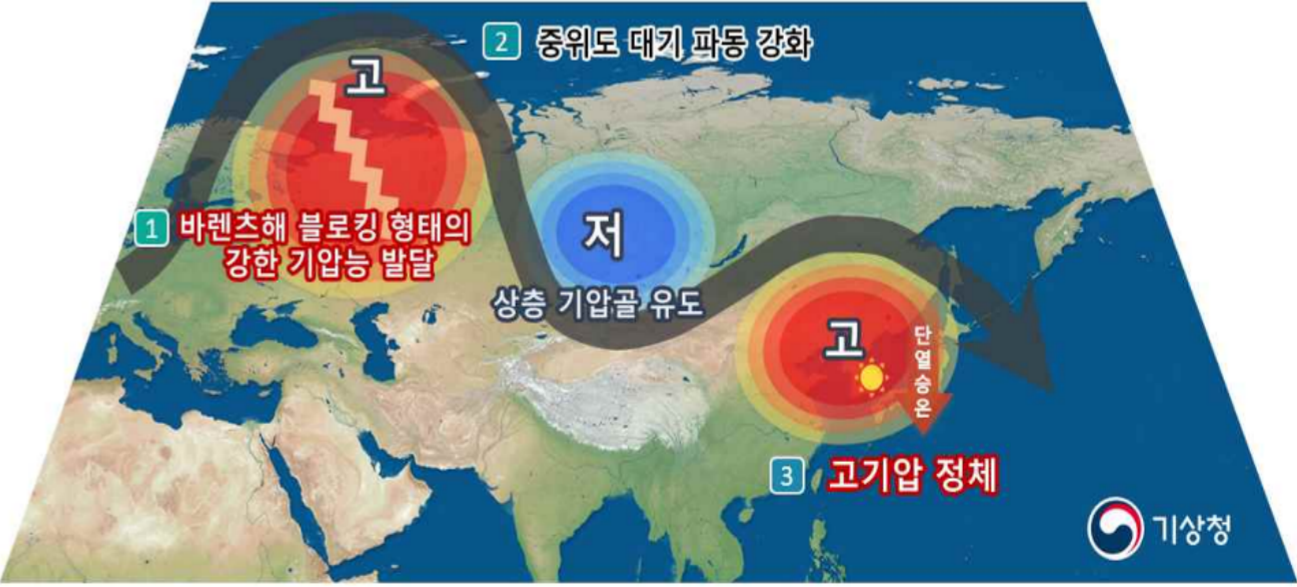 2 중위도 대기 파동 강화
고
1 바렌츠해 블로킹 형태의
강한 기압능 발달
저
상층 기압골 유도
고
단
열
승
온
3 고기압 정체
기상청